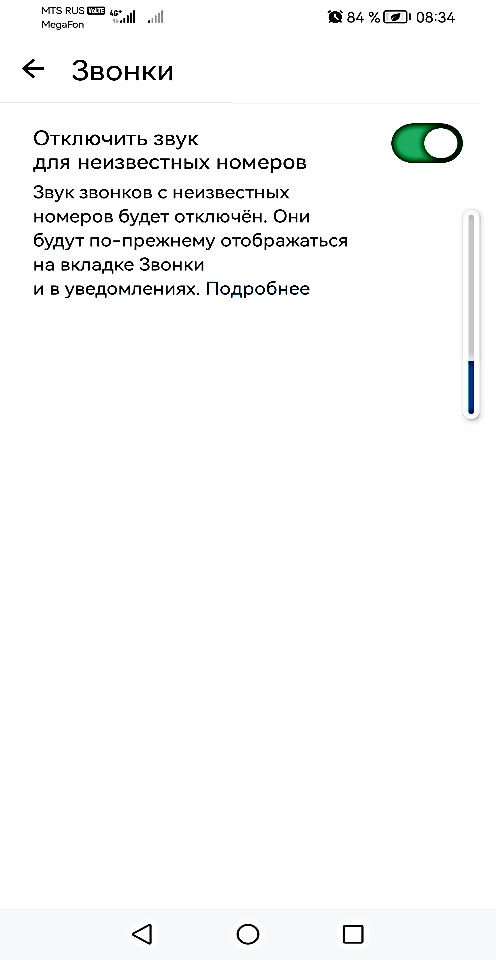 MTS RUS VoLTE 4G+ 84 % 08:34
MegaFon
Звонки
Отключить звук
для неизвестных номеров
Звук звонков с неизвестных
номеров будет отключён. Они
будут по-прежнему отображаться
на вкладке Звонки
и в уведомлениях. Подробнее